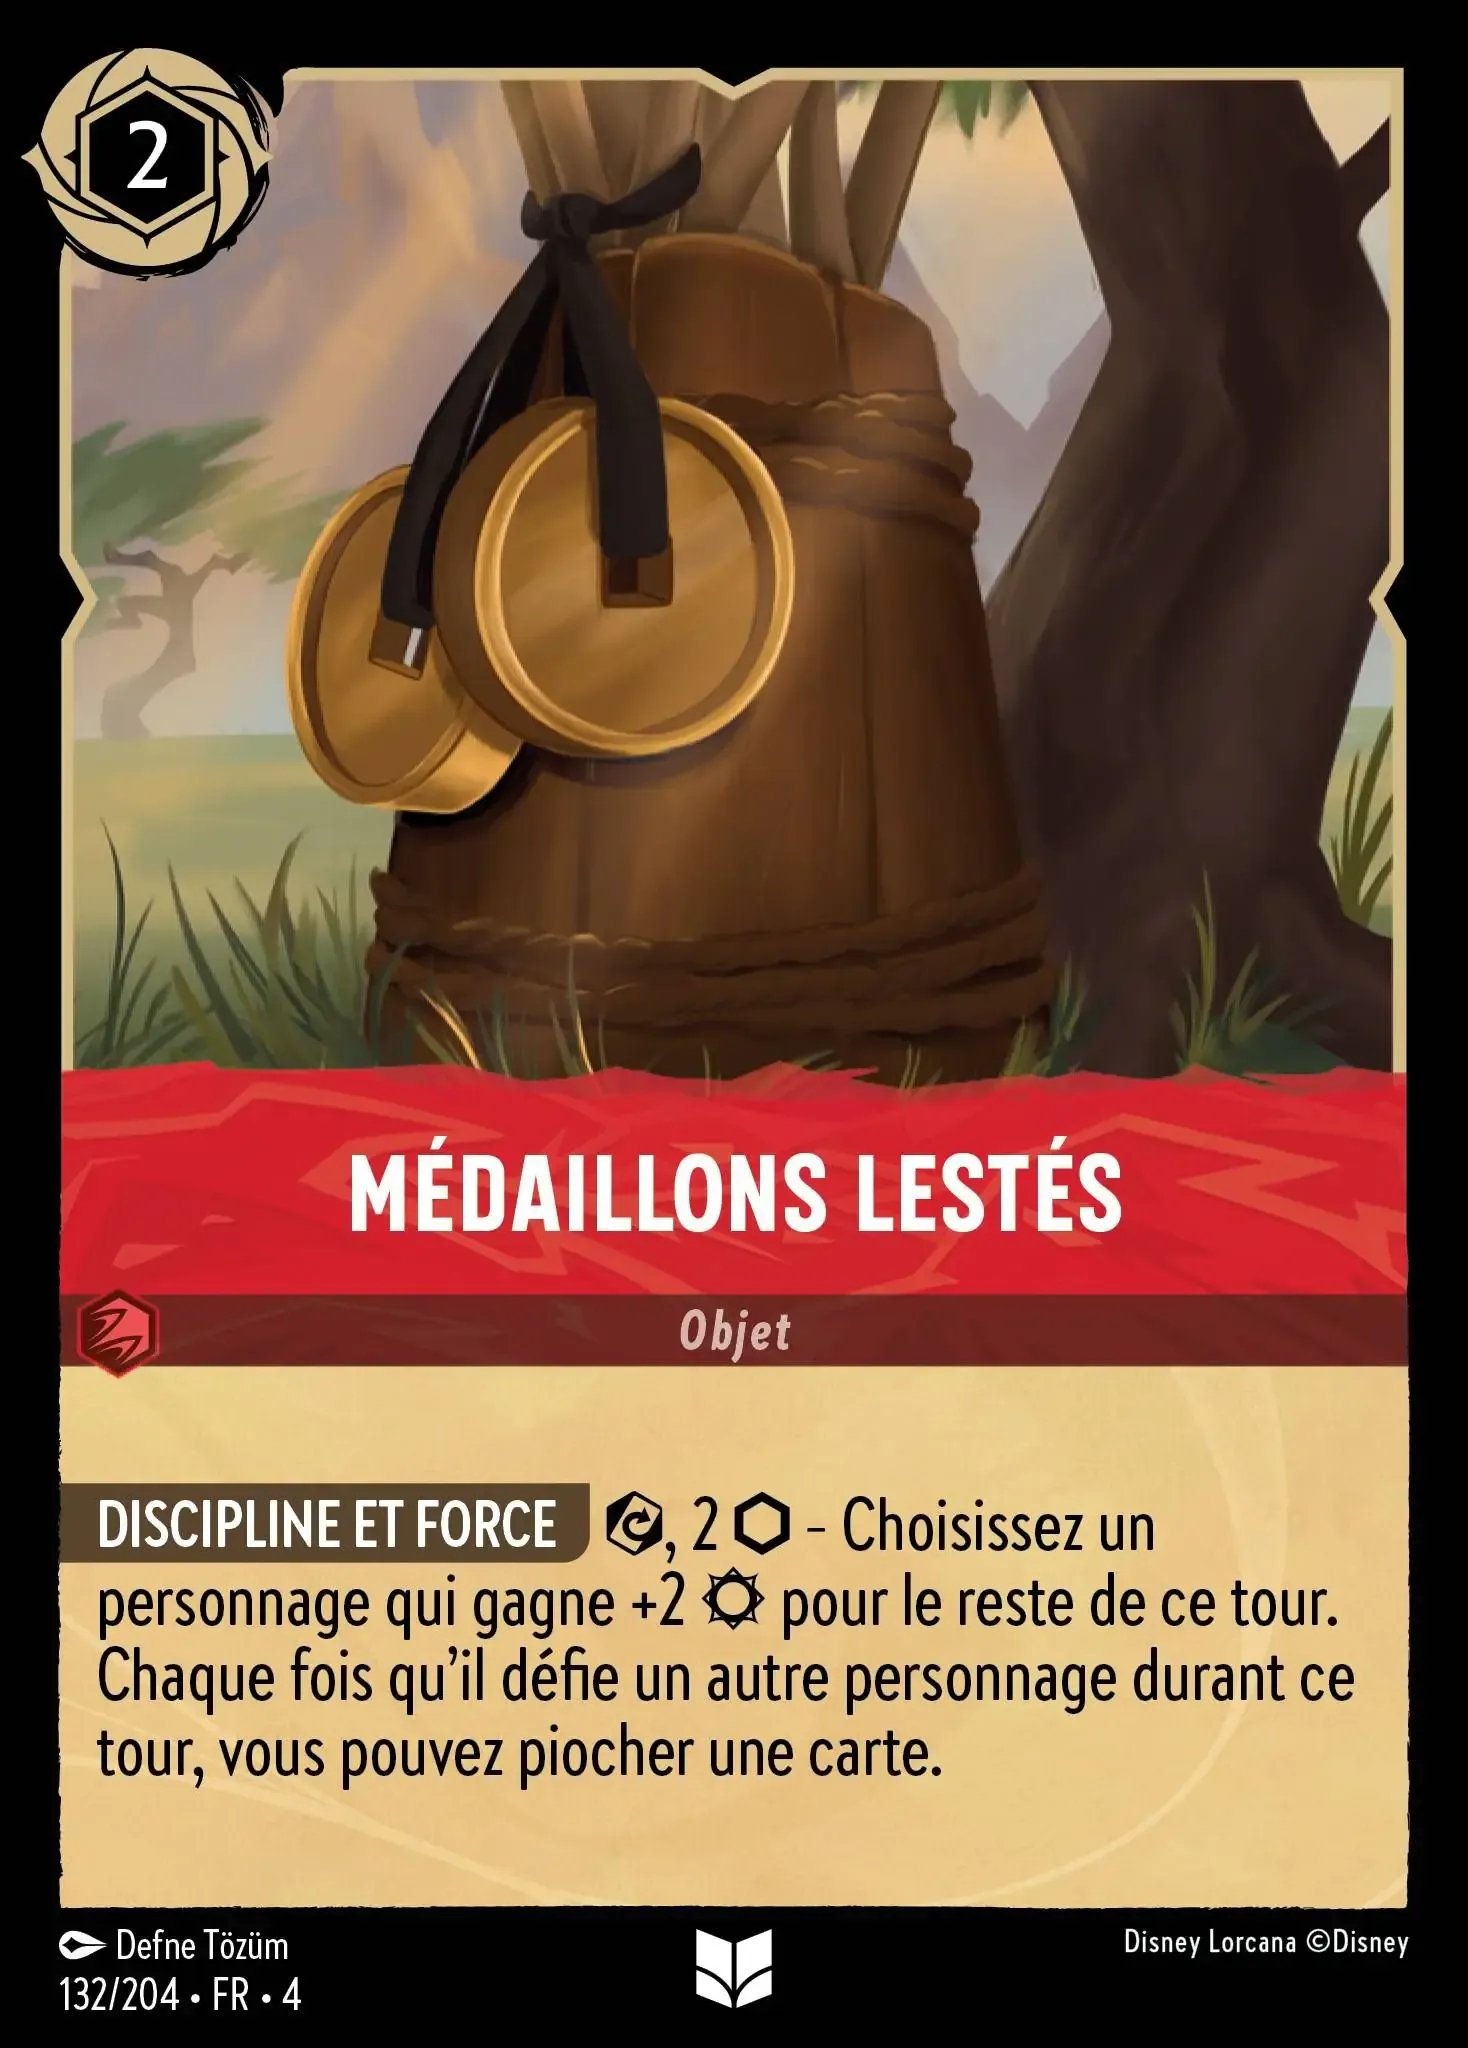 2
MÉDAILLONS LESTÉS
Objet
DISCIPLINE ET FORCE , 2 – Choisissez un
personnage qui gagne +2 pour le reste de ce tour.
Chaque fois qu’il défie un autre personnage durant ce
tour, vous pouvez piocher une carte.
Defne Tözüm
132/204 • FR • 4
Disney Lorcana ©Disney